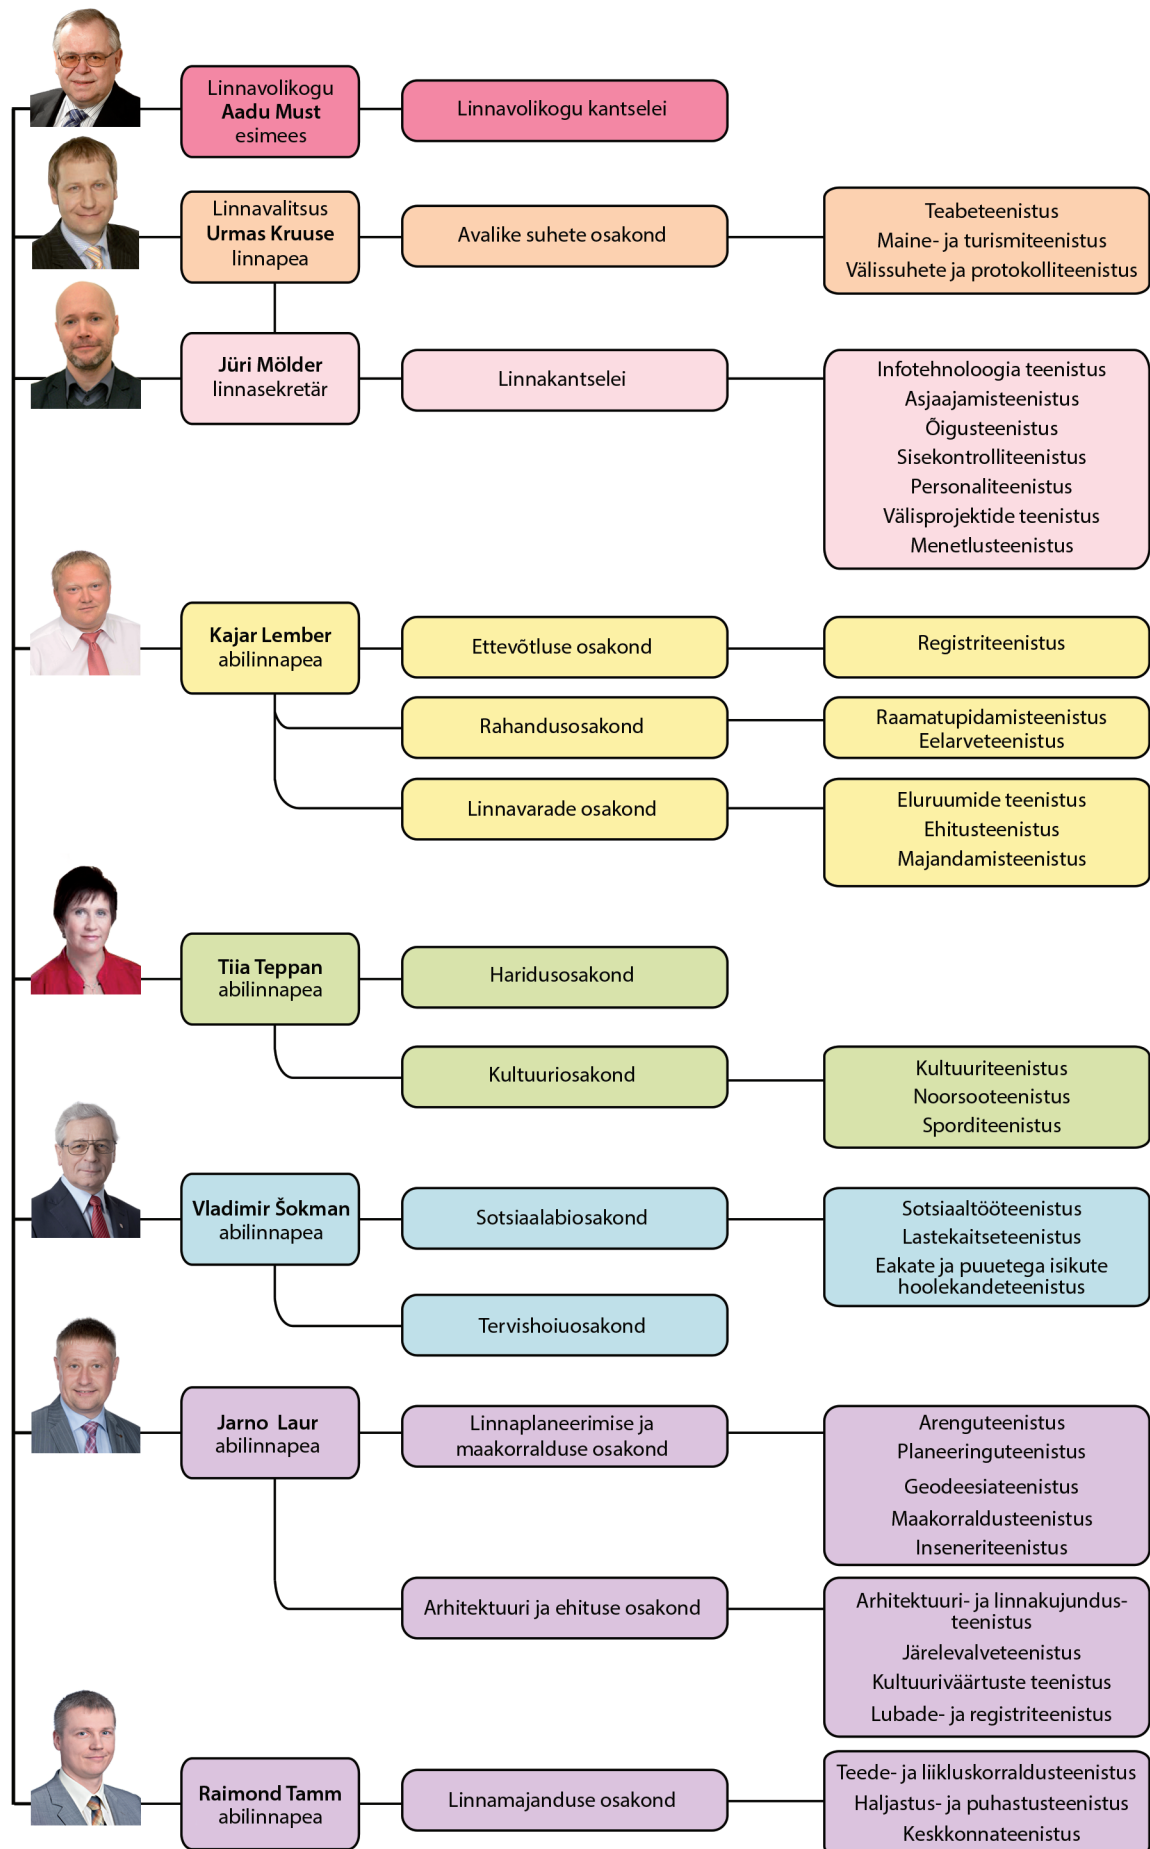 Linnavolikogu
Aadu Must
esimees
Linnavolikogu kantselei
Linnavalitsus
Urmas Kruuse
linnapea
Avalike suhete osakond
Teabeteenistus
Maine- ja turismiteenistus
Välissuhete ja protokolliteenistus
Jüri Mölder
linnasekretär
Linnakantselei
Infotehnoloogia teenistus
Asjaajamisteenistus
Õigusteenistus
Sisekontrolliteenistus
Personaliteenistus
Välisprojektide teenistus
Menetlusteenistus
Kajar Lember
abilinnapea
Ettevõtluse osakond
Registriteenistus
Rahandusosakond
Raamatupidamisteenistus
Eelarveteenistus
Linnavarade osakond
Eluruumide teenistus
Ehitusteenistus
Majandamisteenistus
Tiia Teppan
abilinnapea
Haridusosakond
Kultuuriosakond
Kultuuriteenistus
Noorsooteenistus
Sporditeenistus
Vladimir Šokman
abilinnapea
Sotsiaalabiosakond
Sotsiaaltööteenistus
Lastekaitseteenistus
Eakate ja puuetega isikute
hoolekandeteenistus
Tervishoiuosakond
Jarno Laur
abilinnapea
Linnaplaneerimise ja
maakorralduse osakond
Arenguteenistus
Planeeringuteenistus
Geodeesiateenistus
Maakorraldusteenistus
Inseneriteenistus
Arhitektuuri ja ehituse osakond
Arhitektuuri- ja linnakujundus-
teenistus
Järelevalveteenistus
Kultuuriväärtuste teenistus
Lubade- ja registriteenistus
Raimond Tamm
abilinnapea
Linnamajanduse osakond
Teede- ja liikluskorraldusteenistus
Haljastus- ja puhastusteenistus
Keskkonnateenistus